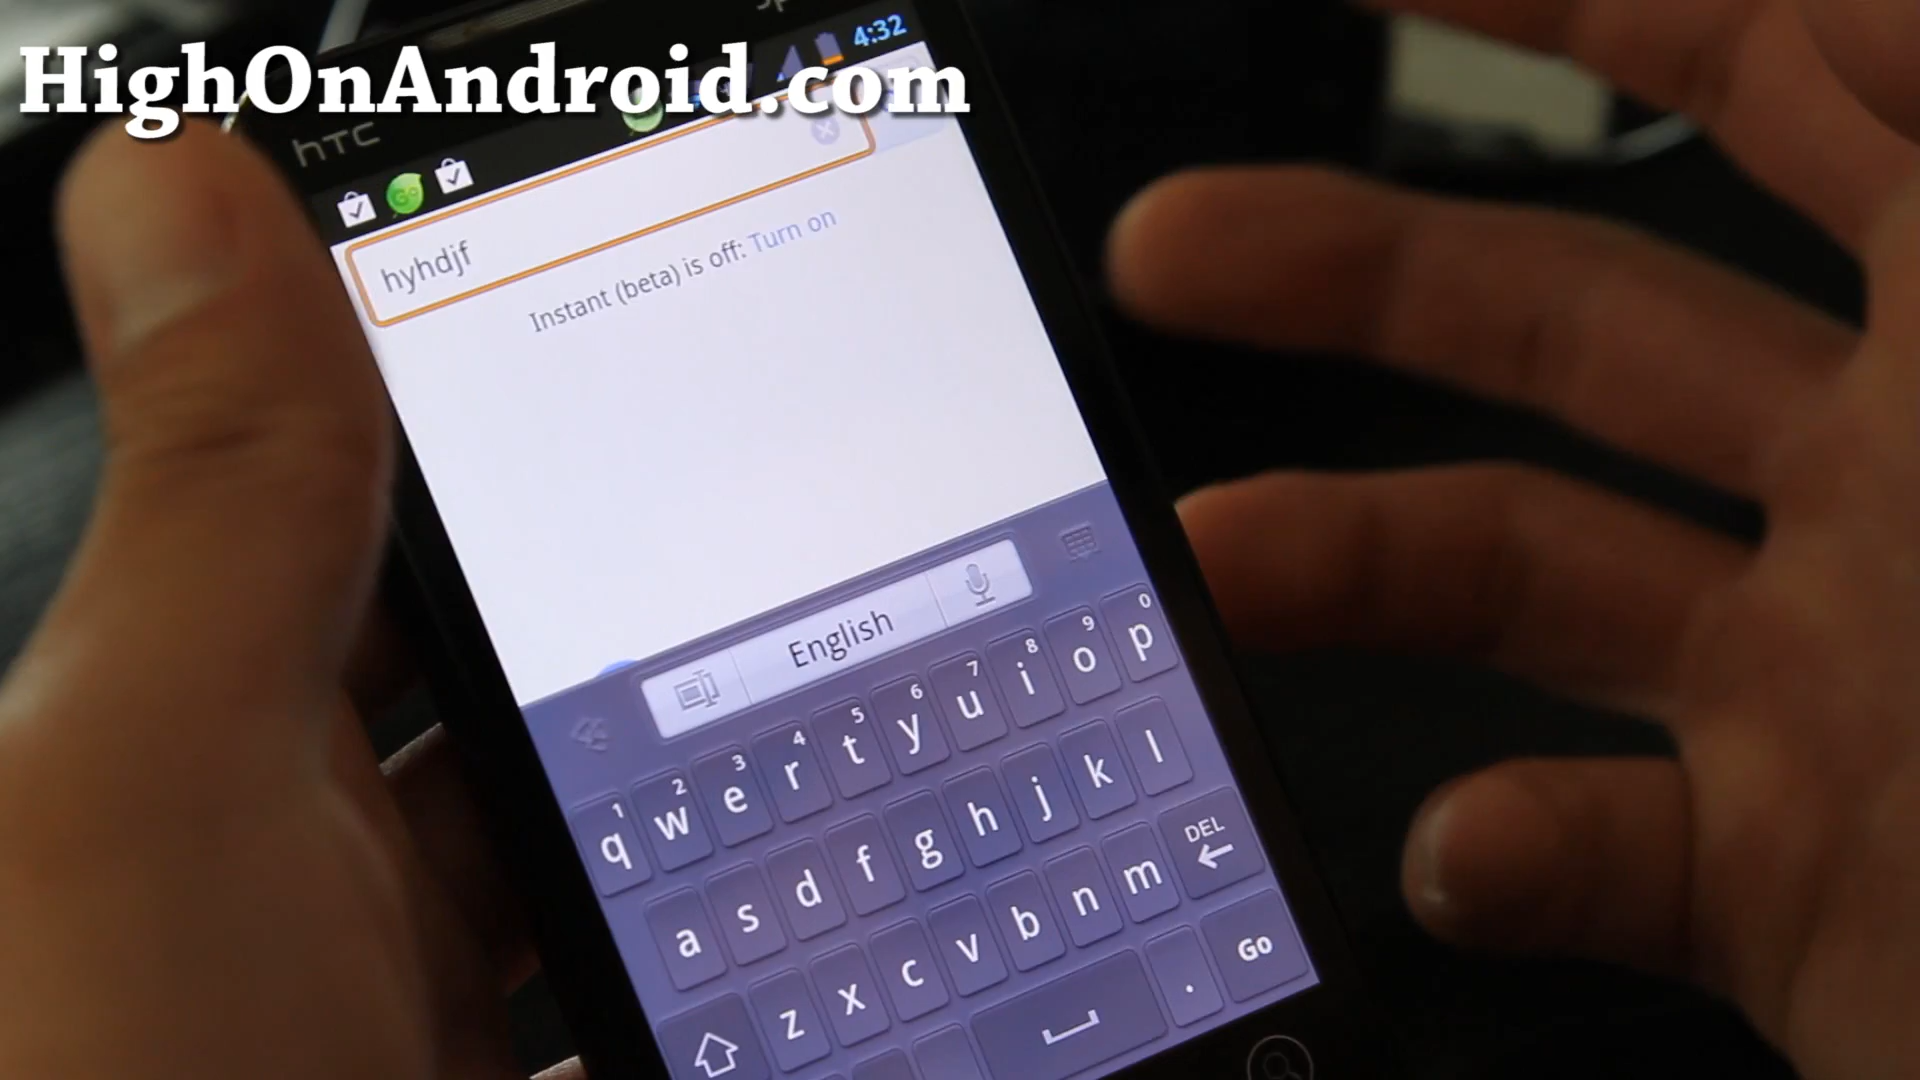 HighOnAndroid.com
4:32
hTC
GO
hyhdjf
Instant (beta) is off: Turn on
English
1 2 3 4 5 6 7 8 9 0
q w e r t y u i o p
a s d f g h j k l
z x c v b n m DEL
. Go